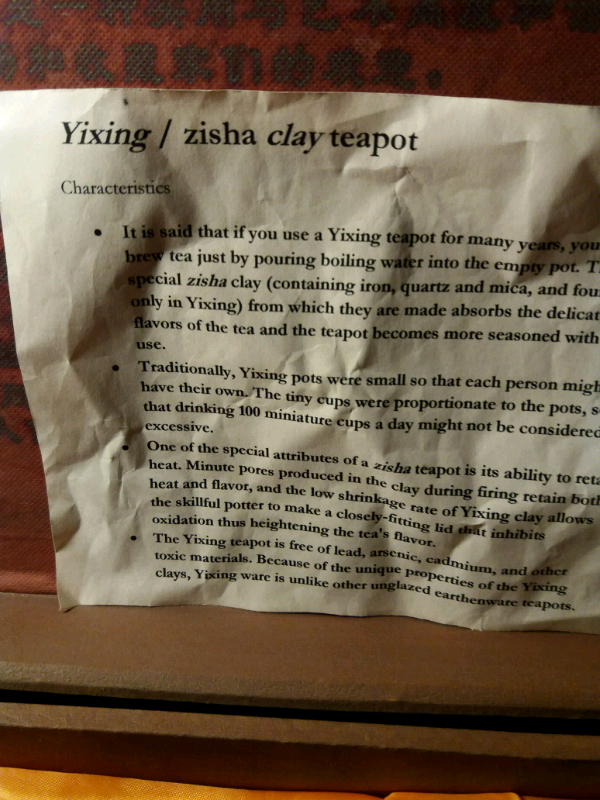 Yixing / zisha clay teapot
Characteristics
• It is said that if you use a Yixing teapot for many years, you
brew tea just by pouring boiling water into the empty pot. T
special zisha clay (containing iron, quartz and mica, and fou
only in Yixing) from which they are made absorbs the delicat
flavors of the tea and the teapot becomes more seasoned with
use.
• Traditionally, Yixing pots were small so that each person migh
have their own. The tiny cups were proportionate to the pots, s
that drinking 100 miniature cups a day might not be considered
excessive.
• One of the special attributes of a zisha teapot is its ability to reta
heat. Minute pores produced in the clay during firing retain both
heat and flavor, and the low shrinkage rate of Yixing clay allows
the skillful potter to make a closely-fitting lid that inhibits
oxidation thus heightening the tea's flavor.
• The Yixing teapot is free of lead, arsenic, cadmium, and other
toxic materials. Because of the unique properties of the Yixing
clays, Yixing ware is unlike other unglazed earthenware teapots.